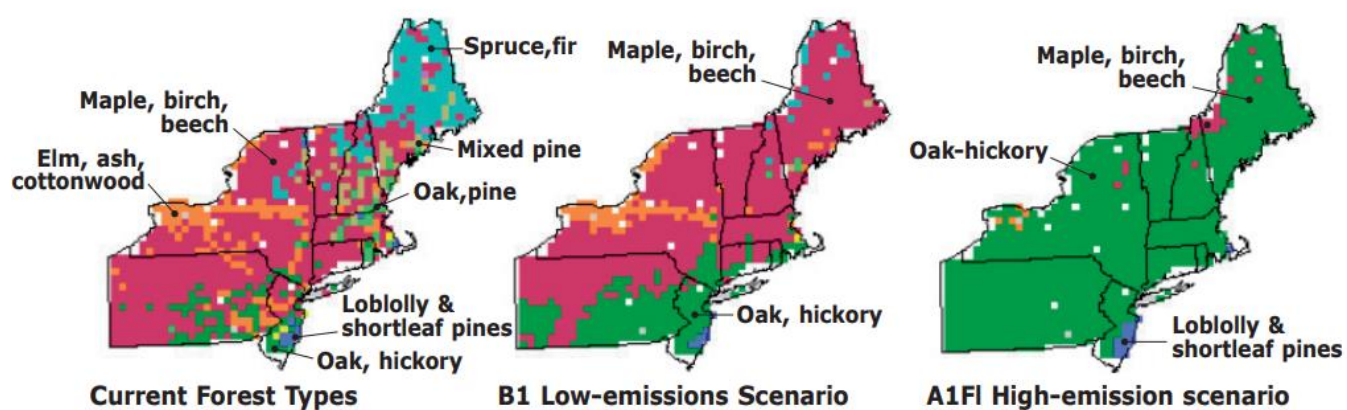 Spruce,fir
Maple, birch,
beech
Elm, ash,
cottonwood
Mixed pine
Oak,pine
Loblolly &
shortleaf pines
Oak, hickory
Current Forest Types
Maple, birch,
beech
Oak, hickory
B1 Low-emissions Scenario
Maple, birch,
beech
Oak-hickory
Loblolly &
shortleaf pines
A1Fl High-emission scenario